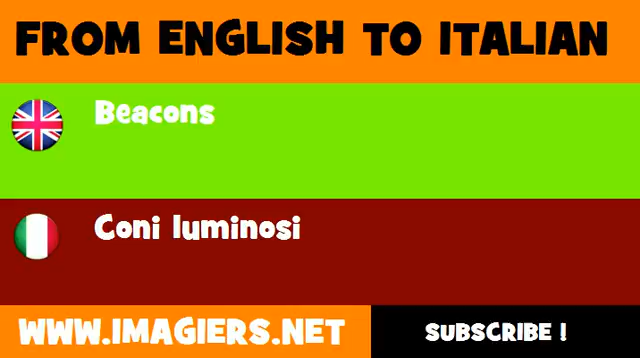 FROM ENGLISH TO ITALIAN
Beacons
Coni luminosi
WWW.IMAGIERS.NET
SUBSCRIBE !